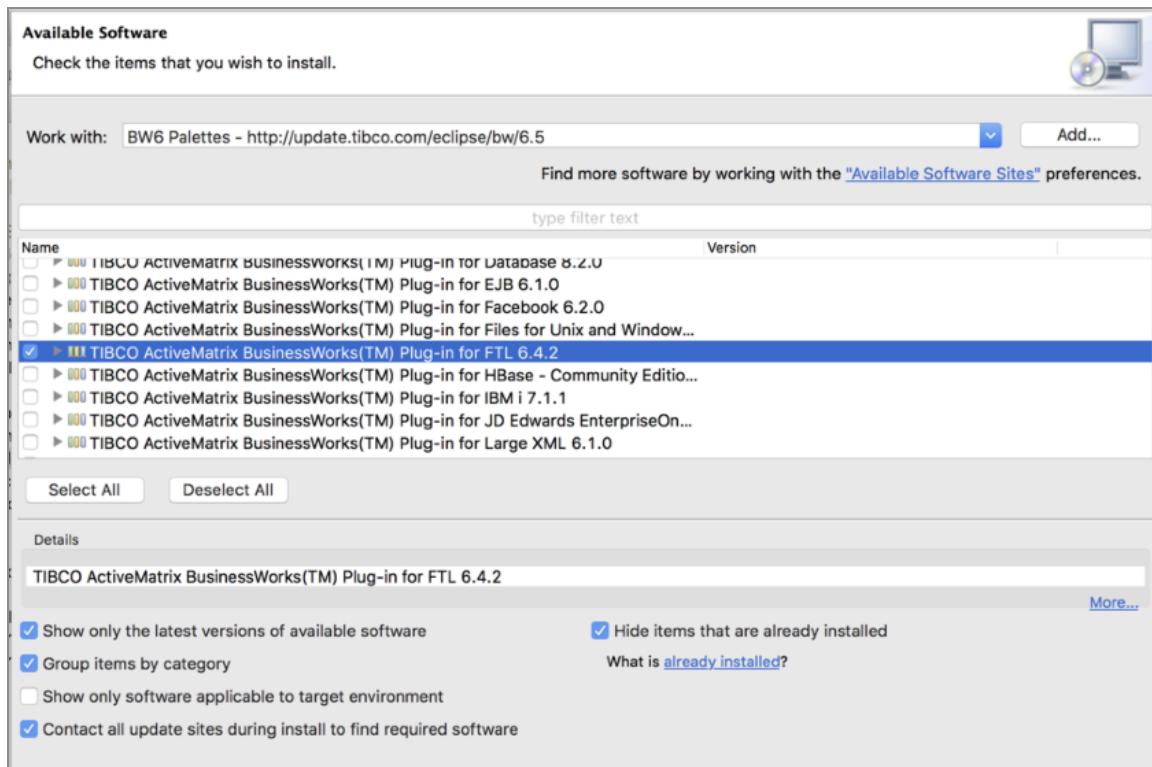 Available Software
Check the items that you wish to install.
Work with: BW6 Palettes - http://update.tibco.com/eclipse/bw/6.5 Add...
Find more software by working with the "Available Software Sites" preferences.
type filter text
Name Version
TIBCO ActiveMatrix BusinessWorks(TM) Plug-in for Database 8.2.0
TIBCO ActiveMatrix BusinessWorks(TM) Plug-in for EJB 6.1.0
TIBCO ActiveMatrix BusinessWorks(TM) Plug-in for Facebook 6.2.0
TIBCO ActiveMatrix BusinessWorks(TM) Plug-in for Files for Unix and Window...
TIBCO ActiveMatrix BusinessWorks(TM) Plug-in for FTL 6.4.2
TIBCO ActiveMatrix BusinessWorks(TM) Plug-in for HBase - Community Editio...
TIBCO ActiveMatrix BusinessWorks(TM) Plug-in for IBM i 7.1.1
TIBCO ActiveMatrix BusinessWorks(TM) Plug-in for JD Edwards EnterpriseOn...
TIBCO ActiveMatrix BusinessWorks(TM) Plug-in for Large XML 6.1.0
Select All Deselect All
Details
TIBCO ActiveMatrix BusinessWorks(TM) Plug-in for FTL 6.4.2
More...
Show only the latest versions of available software Hide items that are already installed
Group items by category What is already installed?
Show only software applicable to target environment
Contact all update sites during install to find required software